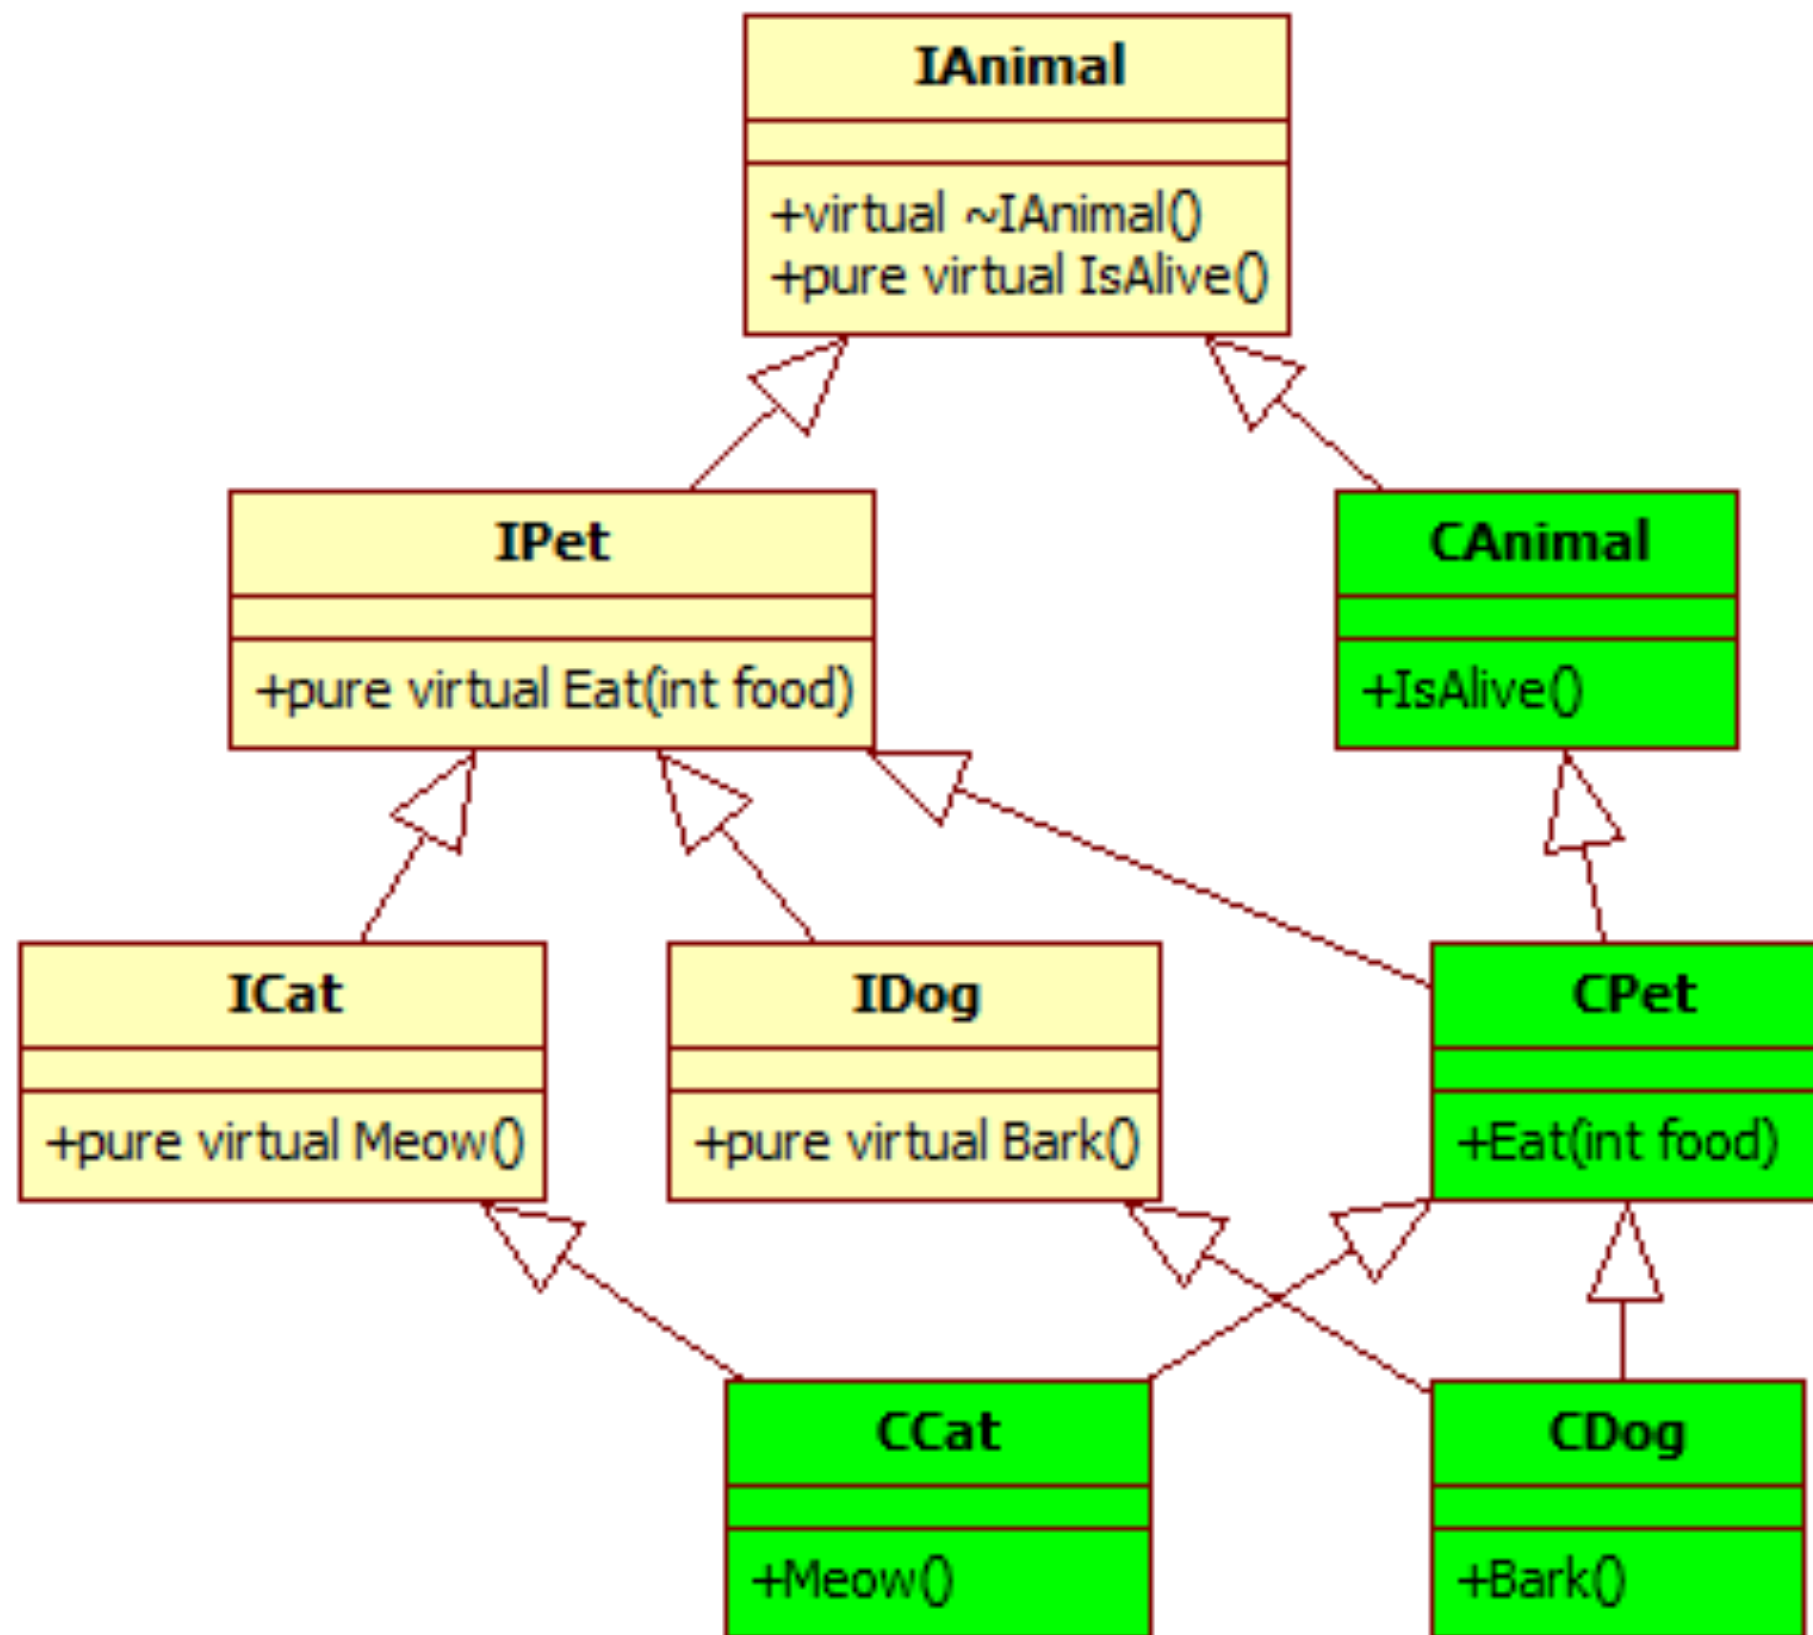 IAnimal
+virtual ~IAnimal()
+pure virtual IsAlive()
IPet
+pure virtual Eat(int food)
CAnimal
+IsAlive()
ICat
+pure virtual Meow()
IDog
+pure virtual Bark()
CPet
+Eat(int food)
CCat
+Meow()
CDog
+Bark()